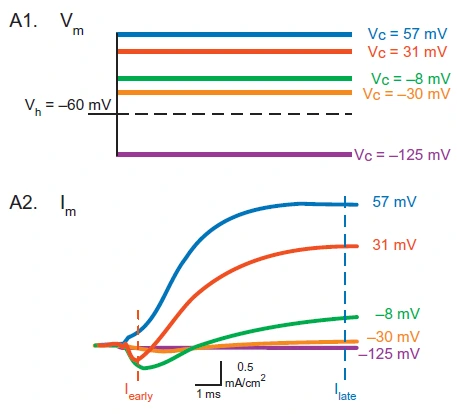 A1. Vm
Vc = 57 mV
Vc = 31 mV
Vc = –8 mV
Vc = –30 mV
Vh = –60 mV
Vc = –125 mV
A2. Im
57 mV
31 mV
–8 mV
–30 mV
–125 mV
0.5
mA/cm²
1 ms
Iearly
Ilate